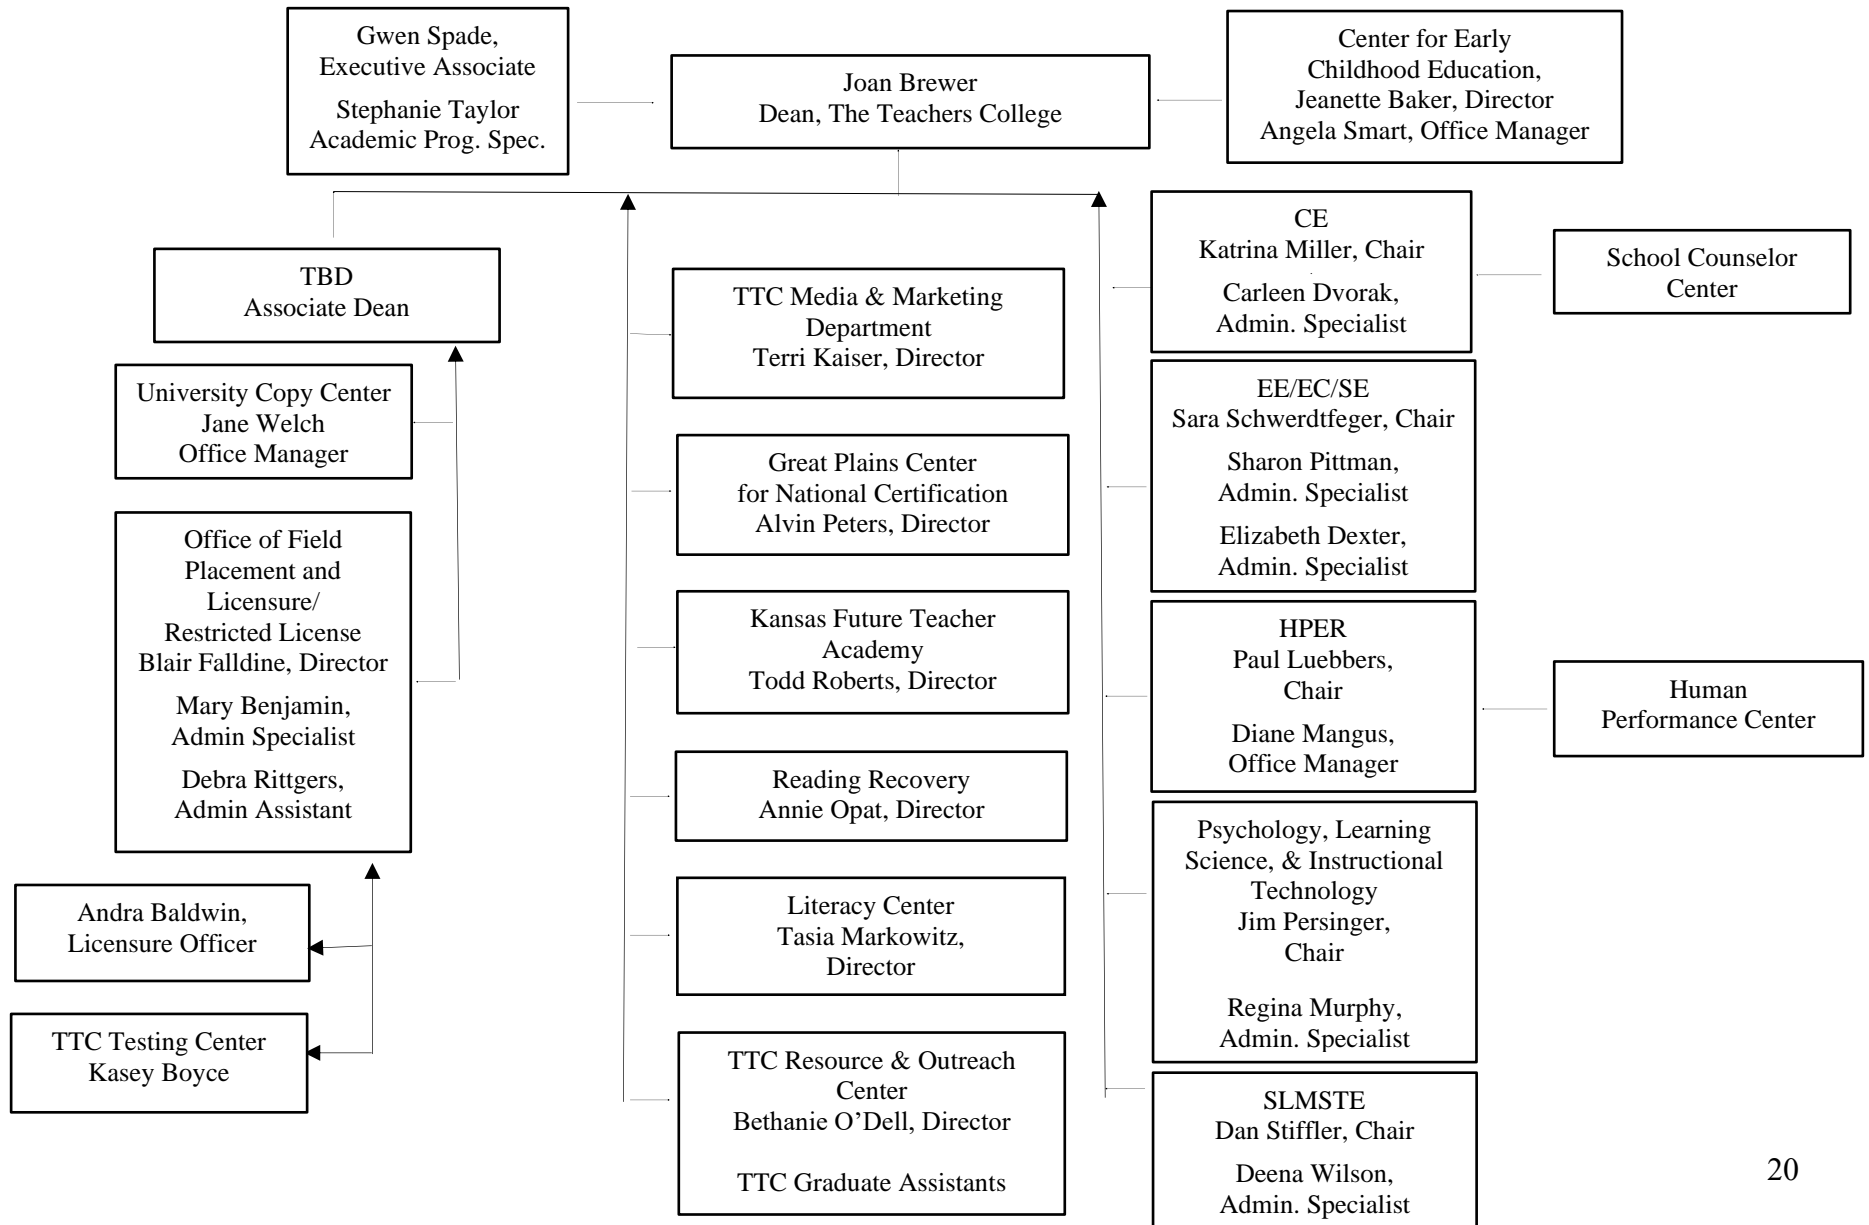 Gwen Spade,
Executive Associate
Stephanie Taylor
Academic Prog. Spec.
Joan Brewer
Dean, The Teachers College
Center for Early
Childhood Education,
Jeanette Baker, Director
Angela Smart, Office Manager
TBD
Associate Dean
University Copy Center
Jane Welch
Office Manager
Office of Field
Placement and
Licensure/
Restricted License
Blair Falldine, Director
Mary Benjamin,
Admin Specialist
Debra Rittgers,
Admin Assistant
Andra Baldwin,
Licensure Officer
TTC Testing Center
Kasey Boyce
TTC Media & Marketing
Department
Terri Kaiser, Director
Great Plains Center
for National Certification
Alvin Peters, Director
Kansas Future Teacher
Academy
Todd Roberts, Director
Reading Recovery
Annie Opat, Director
Literacy Center
Tasia Markowitz,
Director
TTC Resource & Outreach
Center
Bethanie O’Dell, Director
TTC Graduate Assistants
CE
Katrina Miller, Chair
Carleen Dvorak,
Admin. Specialist
School Counselor
Center
EE/EC/SE
Sara Schwerdtfeger, Chair
Sharon Pittman,
Admin. Specialist
Elizabeth Dexter,
Admin. Specialist
HPER
Paul Luebbers,
Chair
Diane Mangus,
Office Manager
Human
Performance Center
Psychology, Learning
Science, & Instructional
Technology
Jim Persinger,
Chair
Regina Murphy,
Admin. Specialist
SLMSTE
Dan Stiffler, Chair
Deena Wilson,
Admin. Specialist
20